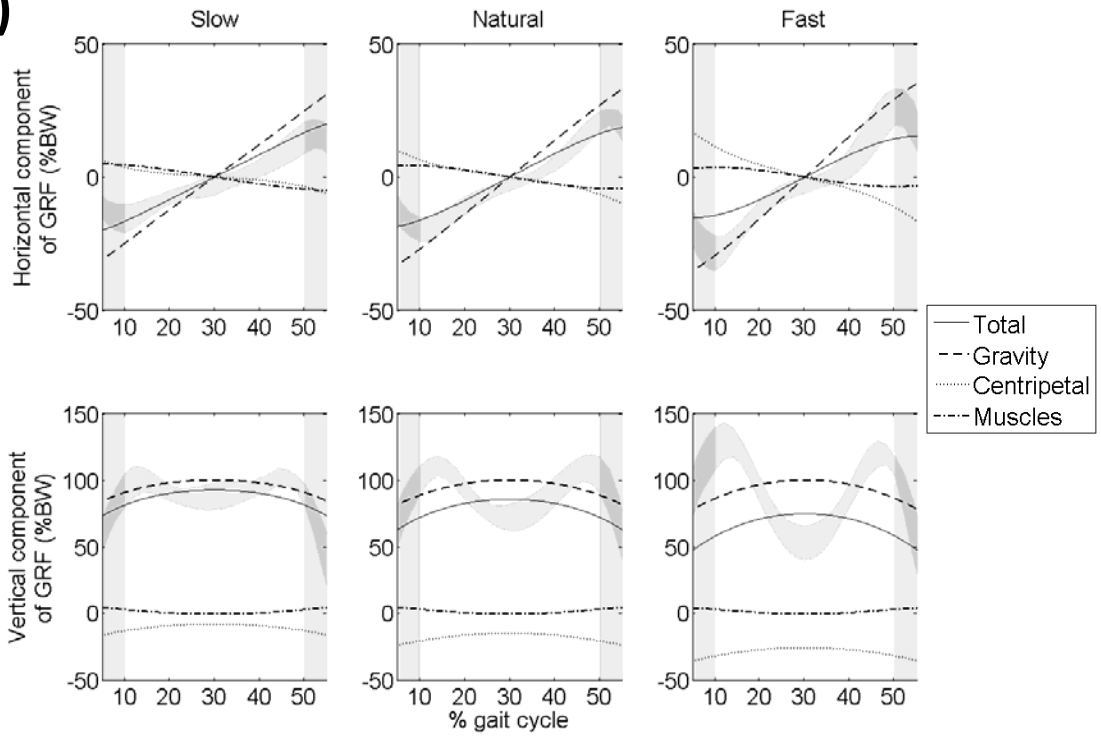 )
Slow Natural Fast
Horizontal component
of GRF (%BW)
50 50 50
0 0 0
-50 -50 -50
10 20 30 40 50 10 20 30 40 50 10 20 30 40 50
Total
Gravity
Centripetal
Muscles
Vertical component
of GRF (%BW)
150 150 150
100 100 100
50 50 50
0 0 0
-50 -50 -50
10 20 30 40 50 10 20 30 40 50 10 20 30 40 50
% gait cycle